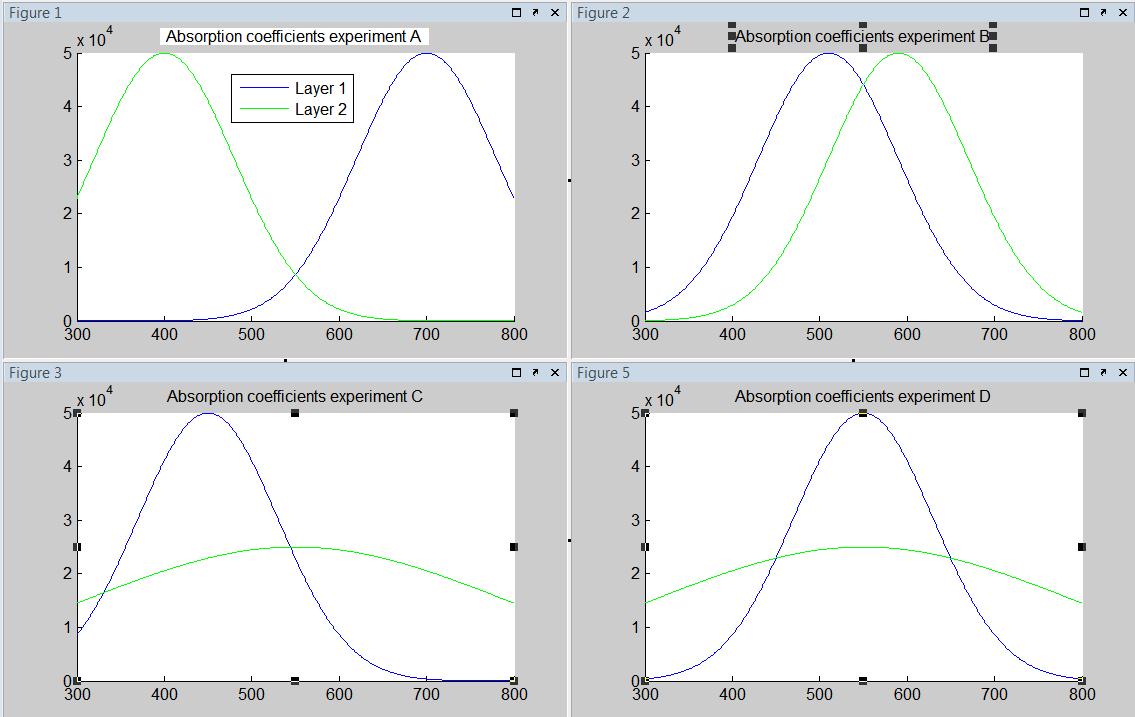 Figure 1
Absorption coefficients experiment A
x 10^4
5
4
3
2
1
0
Layer 1
Layer 2
300 400 500 600 700 800
Figure 2
Absorption coefficients experiment B
x 10^4
5
4
3
2
1
0
300 400 500 600 700 800
Figure 3
Absorption coefficients experiment C
x 10^4
5
4
3
2
1
0
300 400 500 600 700 800
Figure 5
Absorption coefficients experiment D
x 10^4
5
4
3
2
1
0
300 400 500 600 700 800